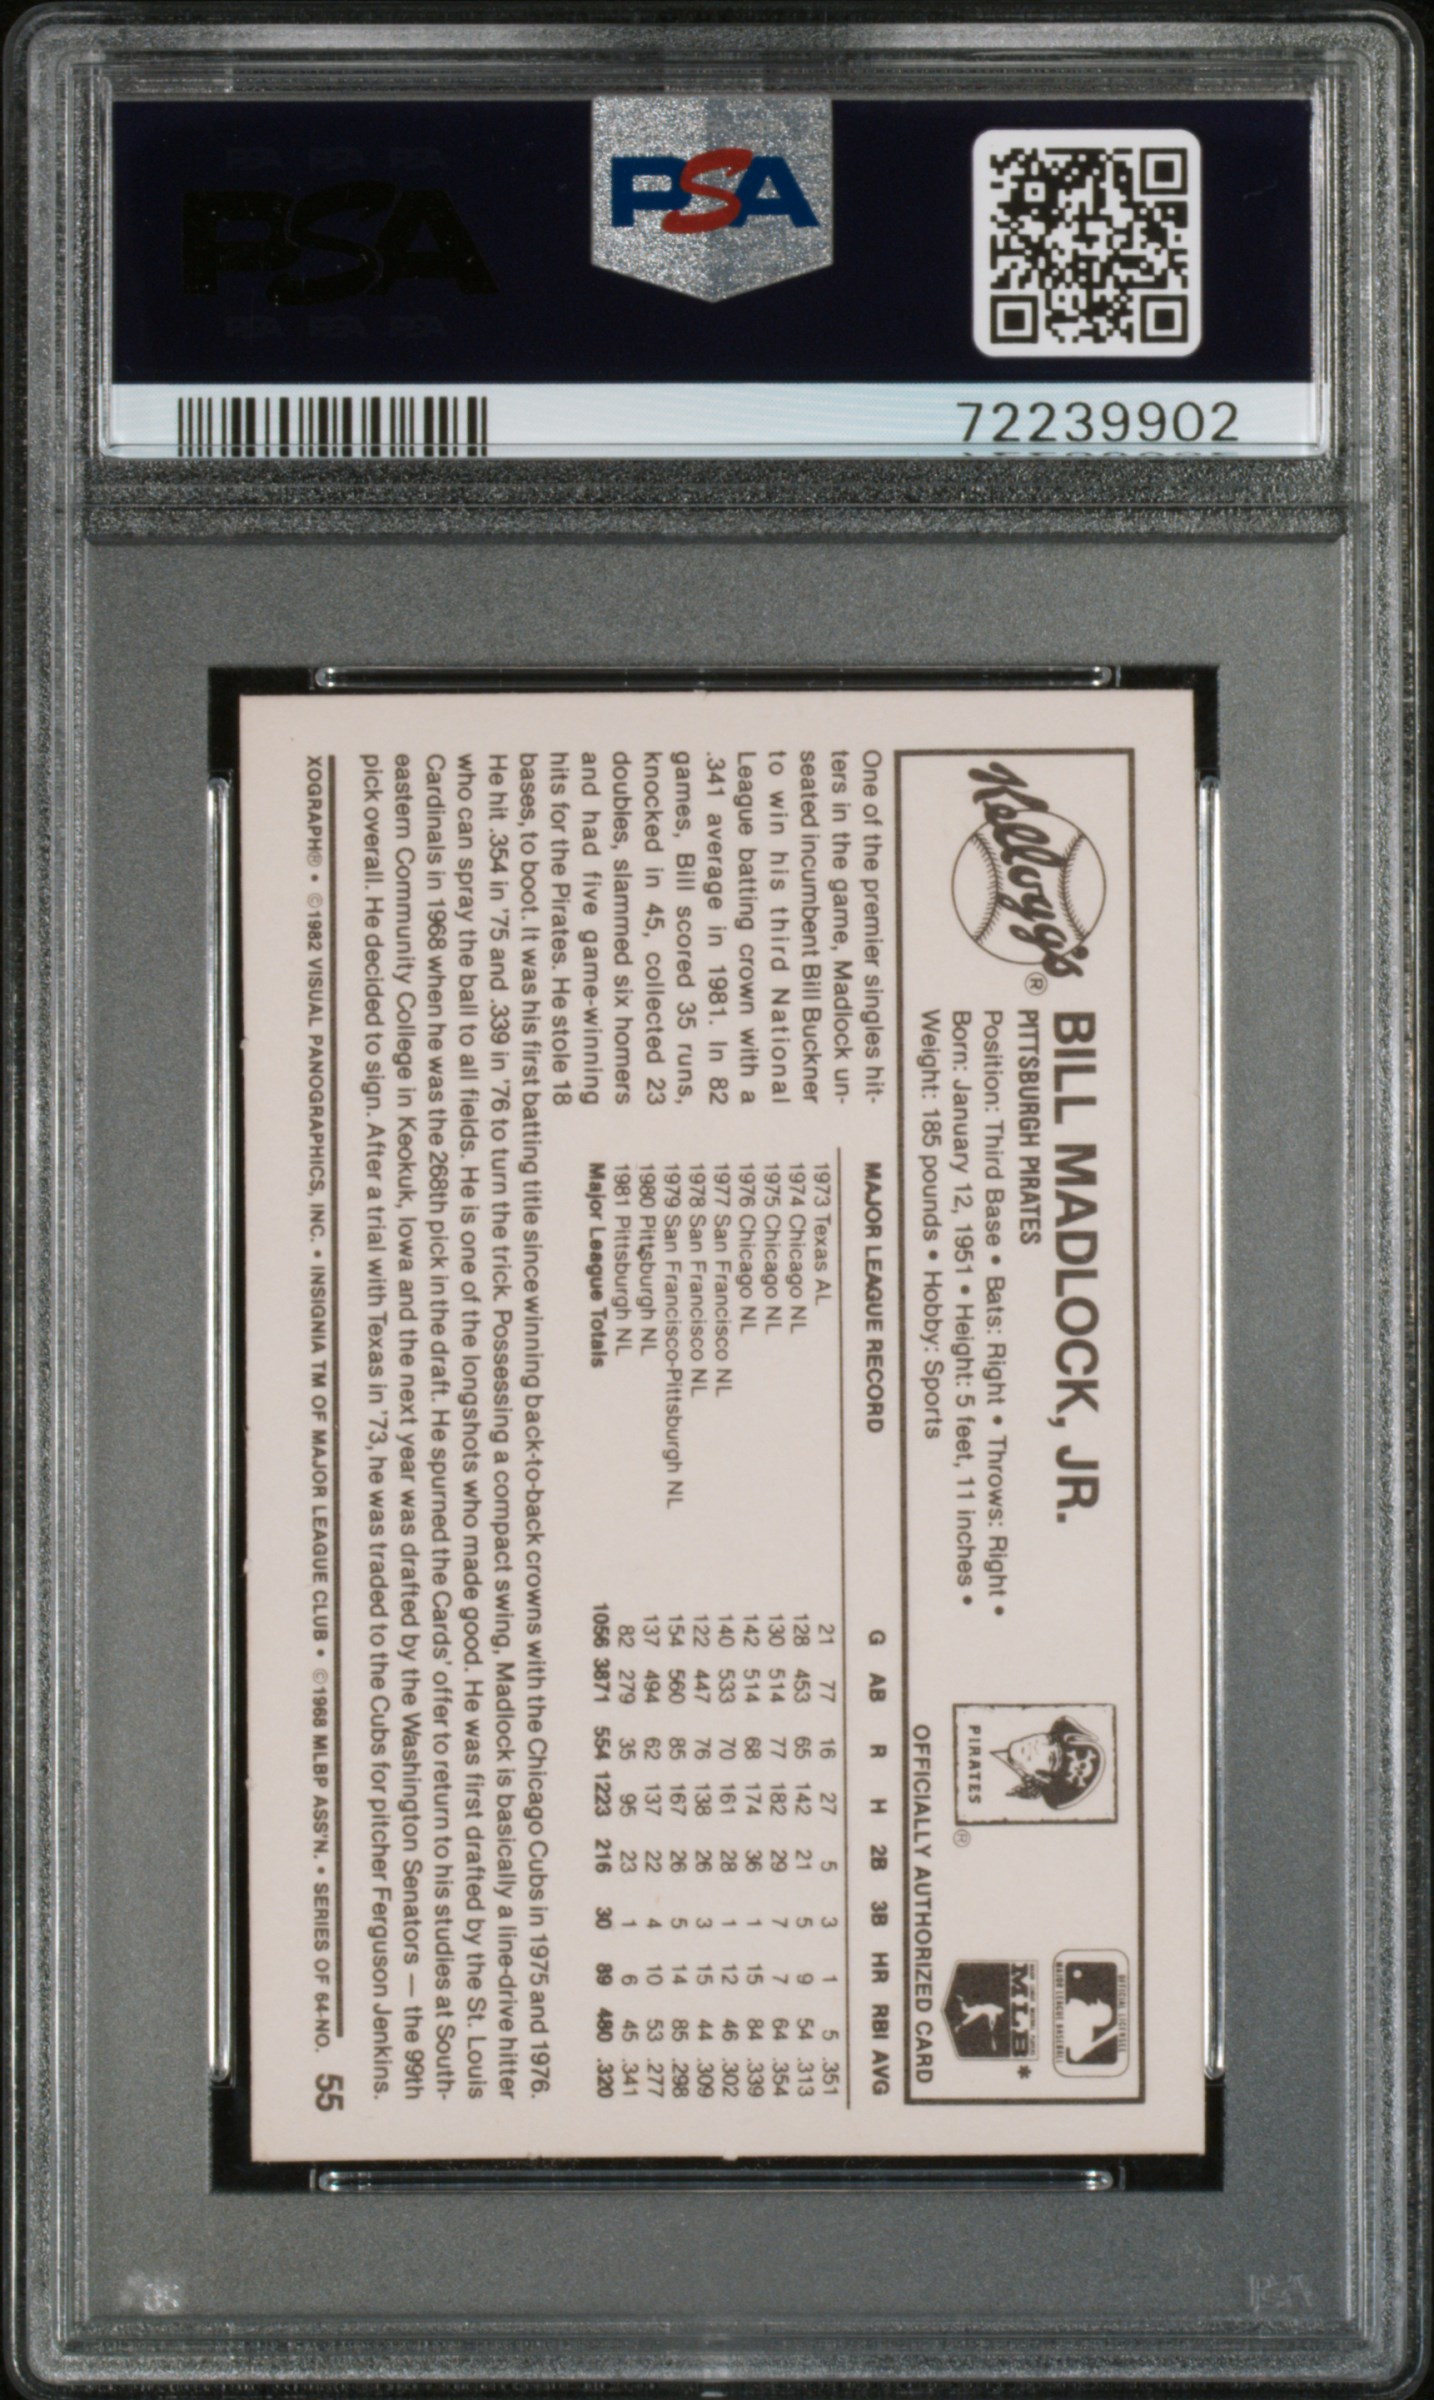 PSA PSA PSA
PSA
PSA PSA PSA
PSA
72239902
Kellogg's®
BILL MADLOCK, JR.
PITTSBURGH PIRATES
Position: Third Base • Bats: Right • Throws: Right •
Born: January 12, 1951 • Height: 5 feet, 11 inches •
Weight: 185 pounds • Hobby: Sports
PIRATES
®
OFFICIAL LICENSEE
MAJOR LEAGUE BASEBALL
MLB*
OFFICIALLY AUTHORIZED CARD
One of the premier singles hit-
ters in the game, Madlock un-
seated incumbent Bill Buckner
to win his third National
League batting crown with a
.341 average in 1981. In 82
games, Bill scored 35 runs,
knocked in 45, collected 23
doubles, slammed six homers
and had five game-winning
hits for the Pirates. He stole 18
MAJOR LEAGUE RECORD G AB R H 2B 3B HR RBI AVG
1973 Texas AL 21 77 16 27 5 3 1 5 .351
1974 Chicago NL 128 453 65 142 21 5 9 54 .313
1975 Chicago NL 130 514 77 182 29 7 7 64 .354
1976 Chicago NL 142 514 68 174 36 1 15 84 .339
1977 San Francisco NL 140 533 70 161 28 1 12 46 .302
1978 San Francisco NL 122 447 76 138 26 3 15 44 .309
1979 San Francisco-Pittsburgh NL 154 560 85 167 26 5 14 85 .298
1980 Pittsburgh NL 137 494 62 137 22 4 10 53 .277
1981 Pittsburgh NL 82 279 35 95 23 1 6 45 .341
Major League Totals 1056 3871 554 1223 216 30 89 480 .320
bases, to boot. It was his first batting title since winning back-to-back crowns with the Chicago Cubs in 1975 and 1976.
He hit .354 in '75 and .339 in '76 to turn the trick. Possessing a compact swing, Madlock is basically a line-drive hitter
who can spray the ball to all fields. He is one of the longshots who made good. He was first drafted by the St. Louis
Cardinals in 1968 when he was the 268th pick in the draft. He spurned the Cards' offer to return to his studies at South-
eastern Community College in Keokuk, Iowa and the next year was drafted by the Washington Senators — the 99th
pick overall. He decided to sign. After a trial with Texas in '73, he was traded to the Cubs for pitcher Ferguson Jenkins.
XOGRAPH® • ©1982 VISUAL PANOGRAPHICS, INC. • INSIGNIA TM OF MAJOR LEAGUE CLUB • ©1968 MLBP ASS'N. • SERIES OF 64-NO. 55
PSA